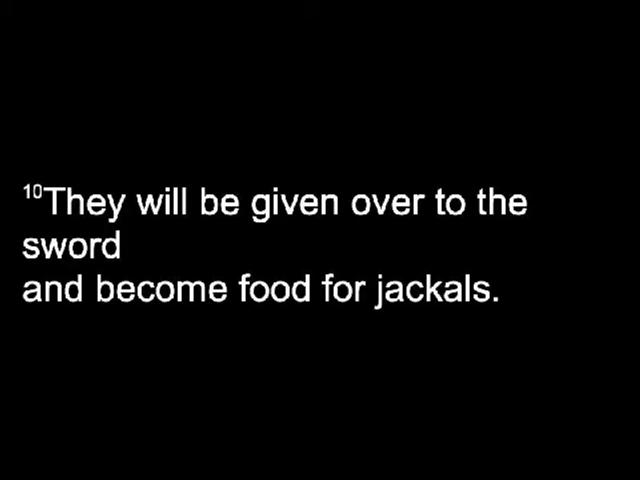 10They will be given over to the
sword
and become food for jackals.